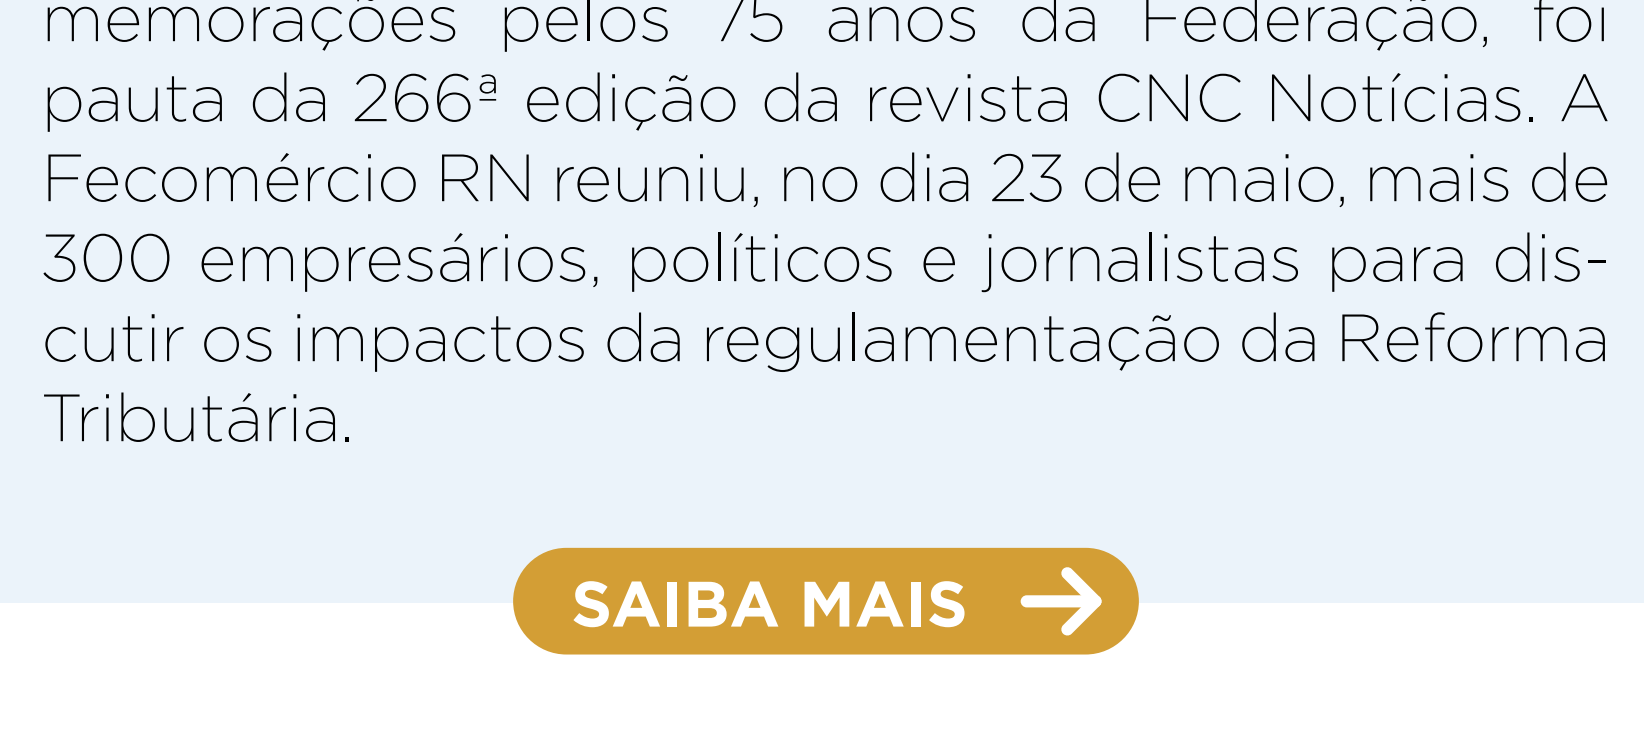 memorações pelos 75 anos da Federação, foi
pauta da 266ª edição da revista CNC Notícias. A
Fecomércio RN reuniu, no dia 23 de maio, mais de
300 empresários, políticos e jornalistas para dis-
cutir os impactos da regulamentação da Reforma
Tributária.
SAIBA MAIS